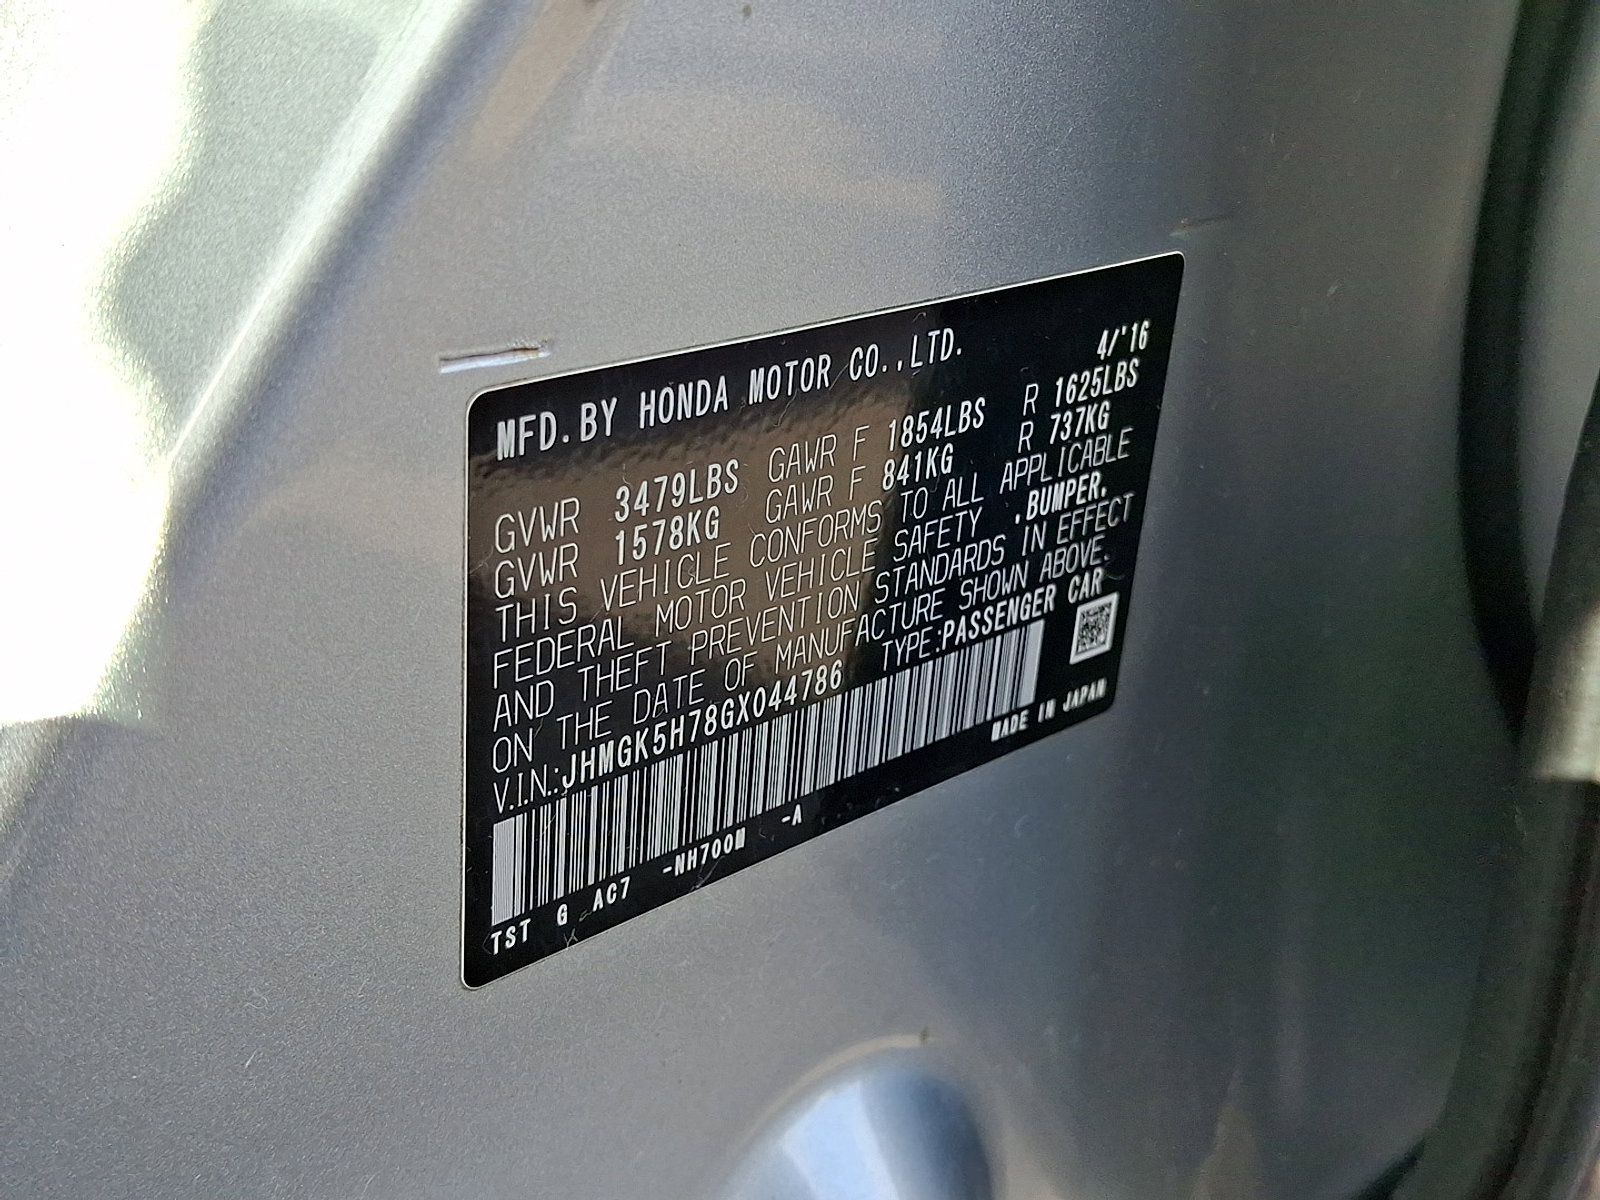 MFD.BY HONDA MOTOR CO.,LTD. 4/'16
GVWR 3479LBS GAWR F 1854LBS R 1625LBS
GVWR 1578KG GAWR F 841KG R 737KG
THIS VEHICLE CONFORMS TO ALL APPLICABLE
FEDERAL MOTOR VEHICLE SAFETY ,BUMPER,
AND THEFT PREVENTION STANDARDS IN EFFECT
ON THE DATE OF MANUFACTURE SHOWN ABOVE.
V.I.N.:JHMGK5H78GX044786 TYPE:PASSENGER CAR
MADE IN JAPAN
TST G AC7 -NH700M -A